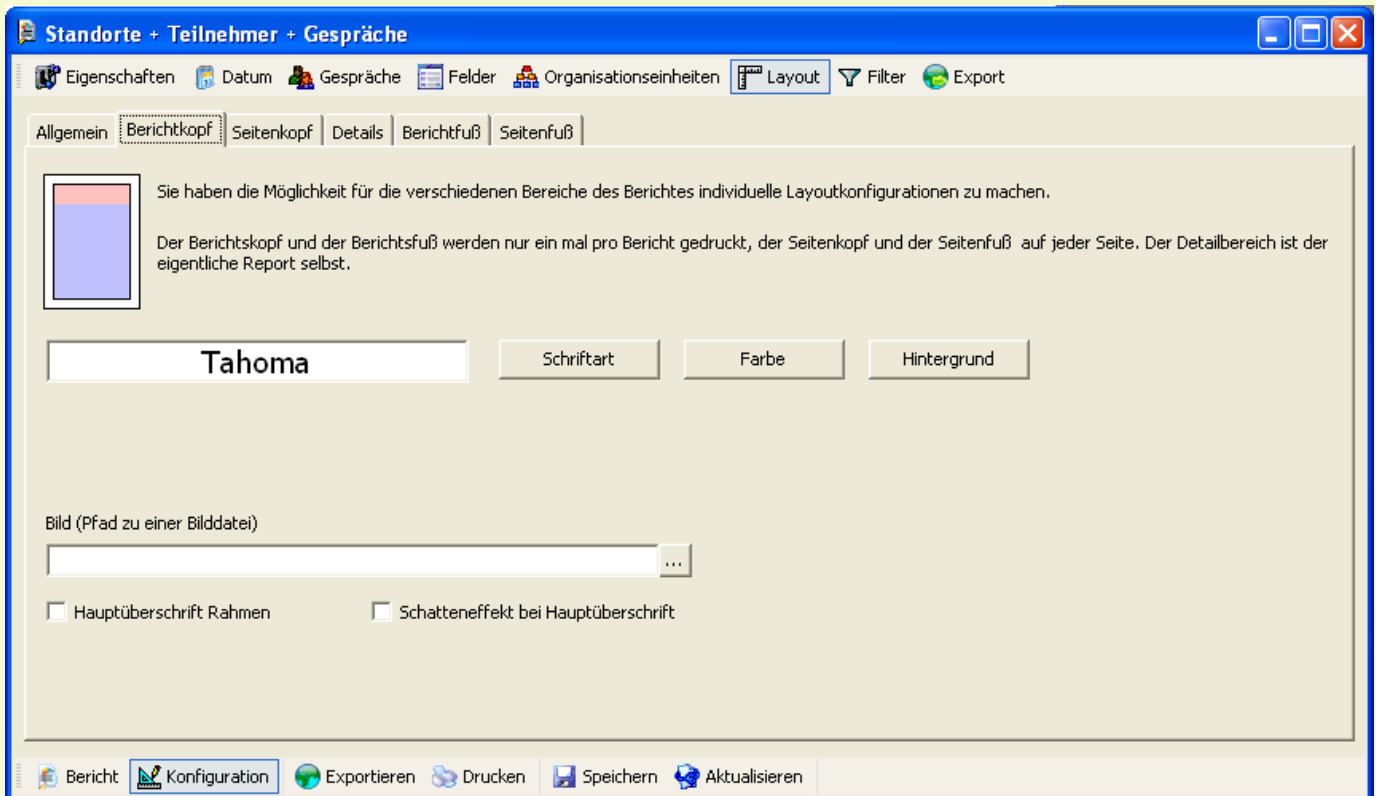 Standorte + Teilnehmer + Gespräche
Eigenschaften Datum Gespräche Felder Organisationseinheiten Layout Filter Export
Allgemein Berichtkopf Seitenkopf Details Berichtfuß Seitenfuß
Sie haben die Möglichkeit für die verschiedenen Bereiche des Berichtes individuelle Layoutkonfigurationen zu machen.
Der Berichtskopf und der Berichtsfuß werden nur ein mal pro Bericht gedruckt, der Seitenkopf und der Seitenfuß auf jeder Seite. Der Detailbereich ist der
eigentliche Report selbst.
Tahoma Schriftart Farbe Hintergrund
Bild (Pfad zu einer Bilddatei)
...
Hauptüberschrift Rahmen Schatteneffekt bei Hauptüberschrift
Bericht Konfiguration Exportieren Drucken Speichern Aktualisieren